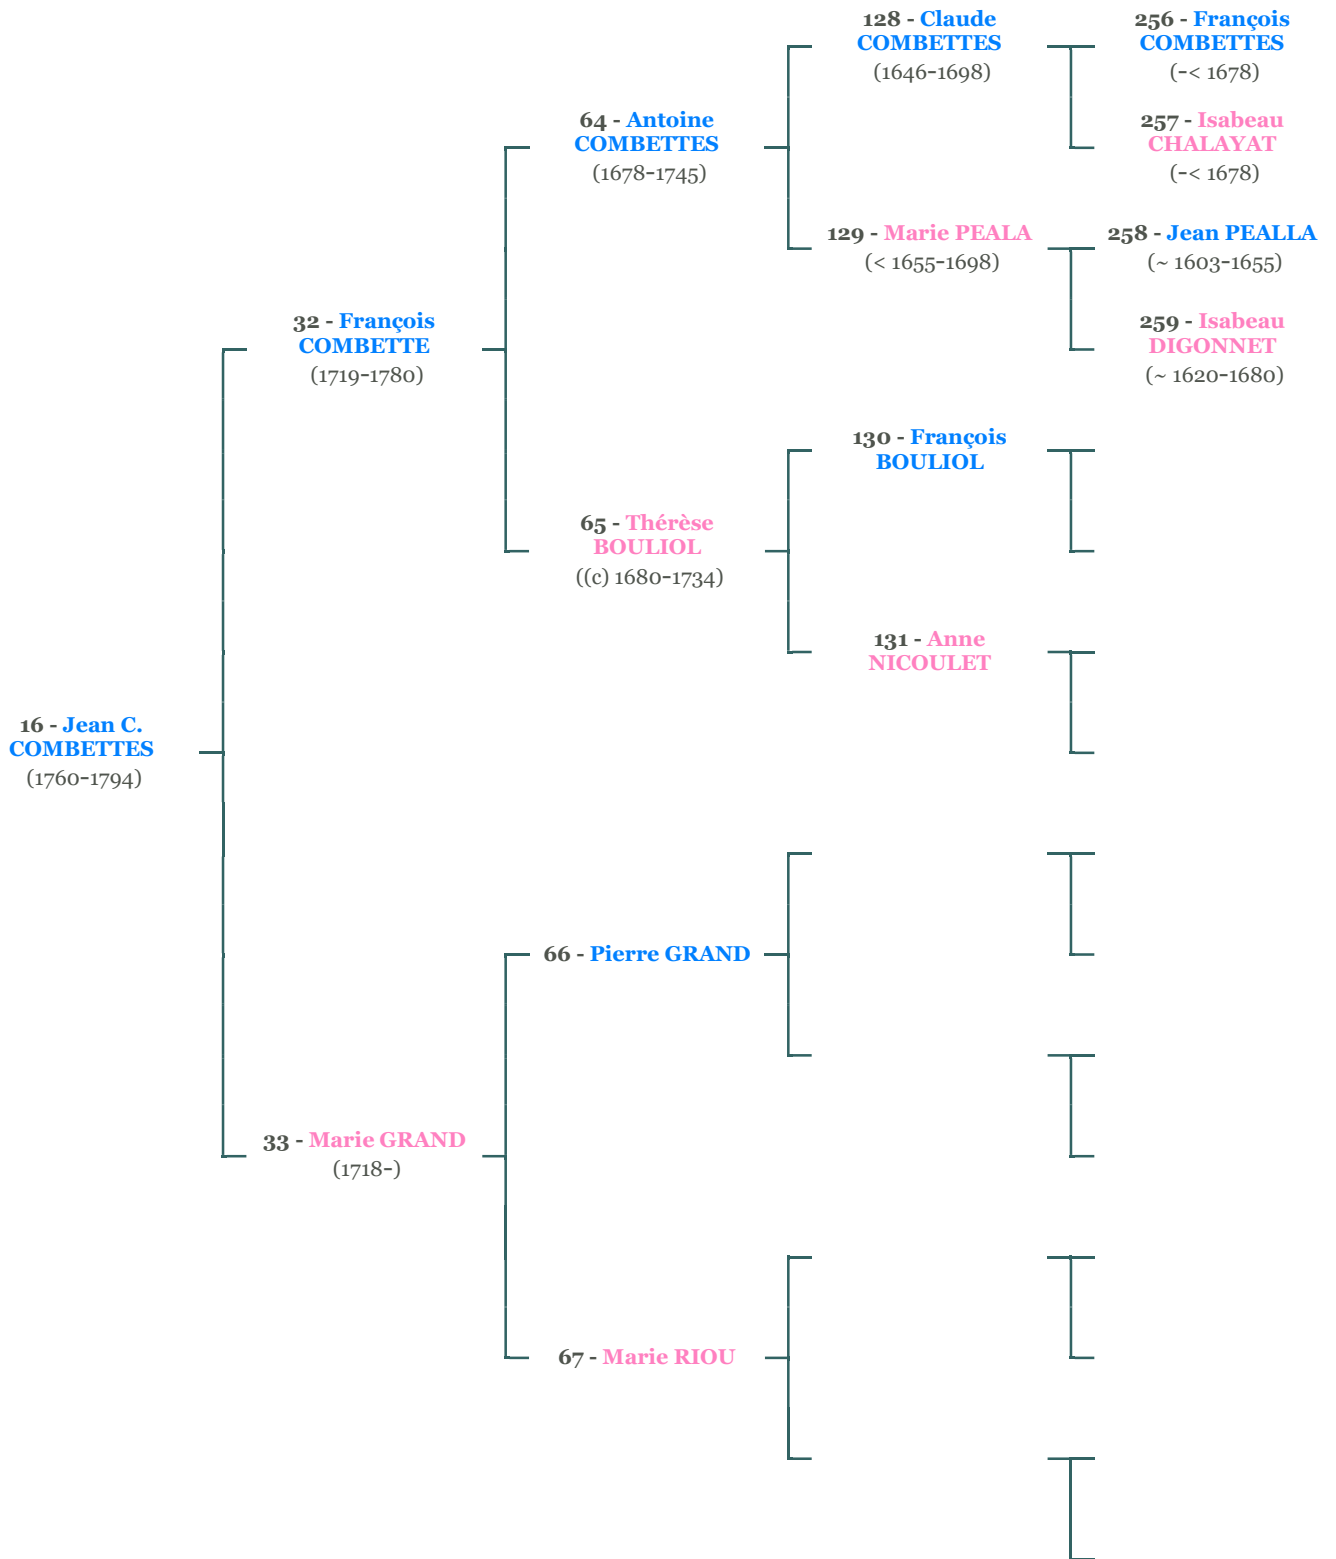 128 - Claude
COMBETTES
(1646-1698)
256 - François
COMBETTES
(-< 1678)
64 - Antoine
COMBETTES
(1678-1745)
257 - Isabeau
CHALAYAT
(-< 1678)
129 - Marie PEALA
(< 1655-1698)
258 - Jean PEALLA
(~ 1603-1655)
32 - François
COMBETTE
(1719-1780)
259 - Isabeau
DIGONNET
(~ 1620-1680)
130 - François
BOULIOL
65 - Thérèse
BOULIOL
((c) 1680-1734)
131 - Anne
NICOULET
16 - Jean C.
COMBETTES
(1760-1794)
66 - Pierre GRAND
33 - Marie GRAND
(1718-)
67 - Marie RIOU